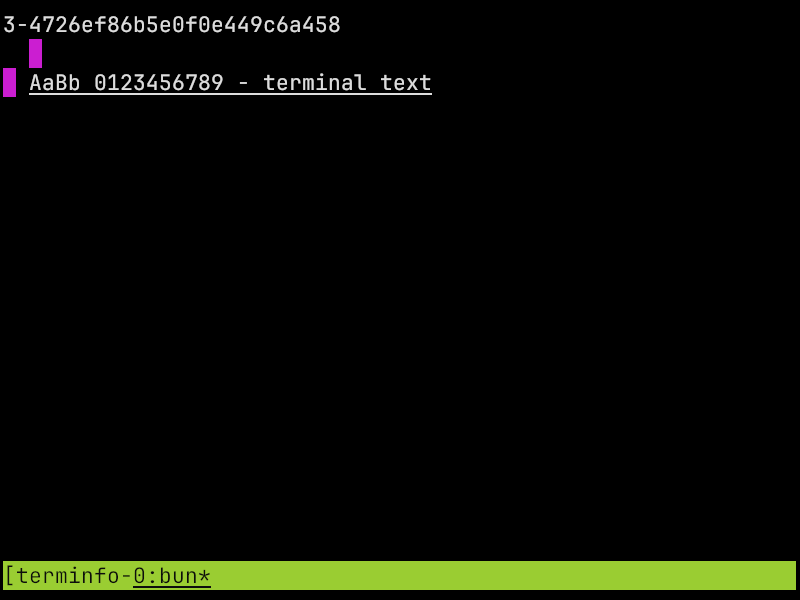 3-4726ef86b5e0f0e449c6a458
AaBb 0123456789 - terminal text
[terminfo-0:bun*